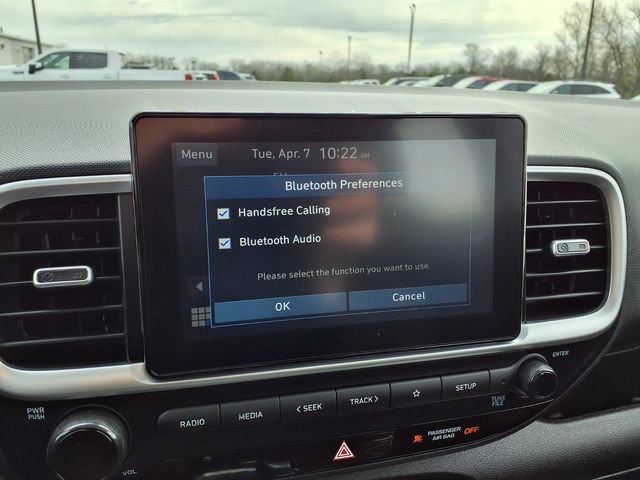 Menu Tue, Apr. 7 10:22 AM
Bluetooth Preferences
Handsfree Calling
Bluetooth Audio
Please select the function you want to use.
OK Cancel
PWR
PUSH
VOL
RADIO MEDIA < SEEK TRACK > SETUP
TUNE
FILE
ENTER
PASSENGER
AIR BAG OFF